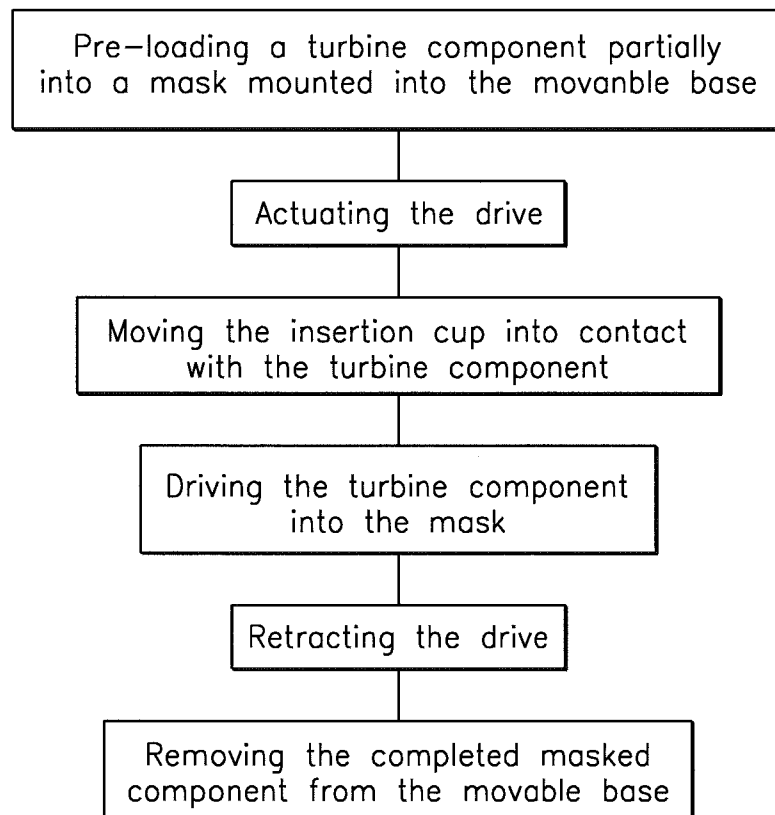 Pre-loading a turbine component partially
into a mask mounted into the movanble base
Actuating the drive
Moving the insertion cup into contact
with the turbine component
Driving the turbine component
into the mask
Retracting the drive
Removing the completed masked
component from the movable base